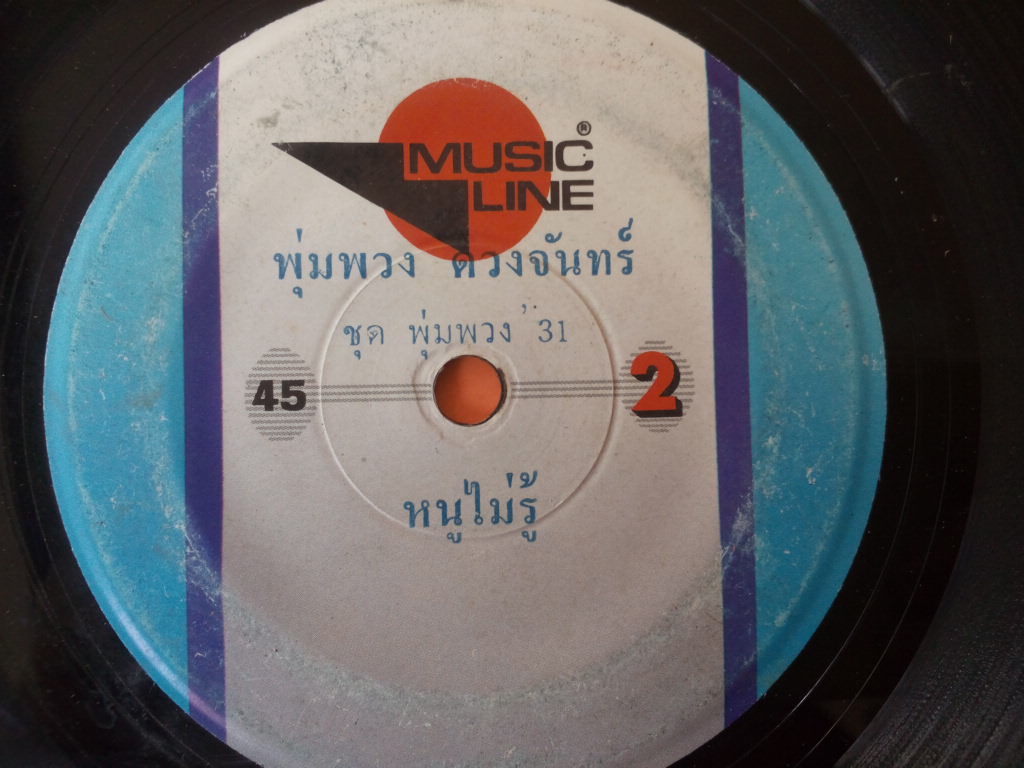 MUSIC ®
LINE
พุ่มพวง ดวงจันทร์
ชุด พุ่มพวง '31
45
2
หนูไม่รู้